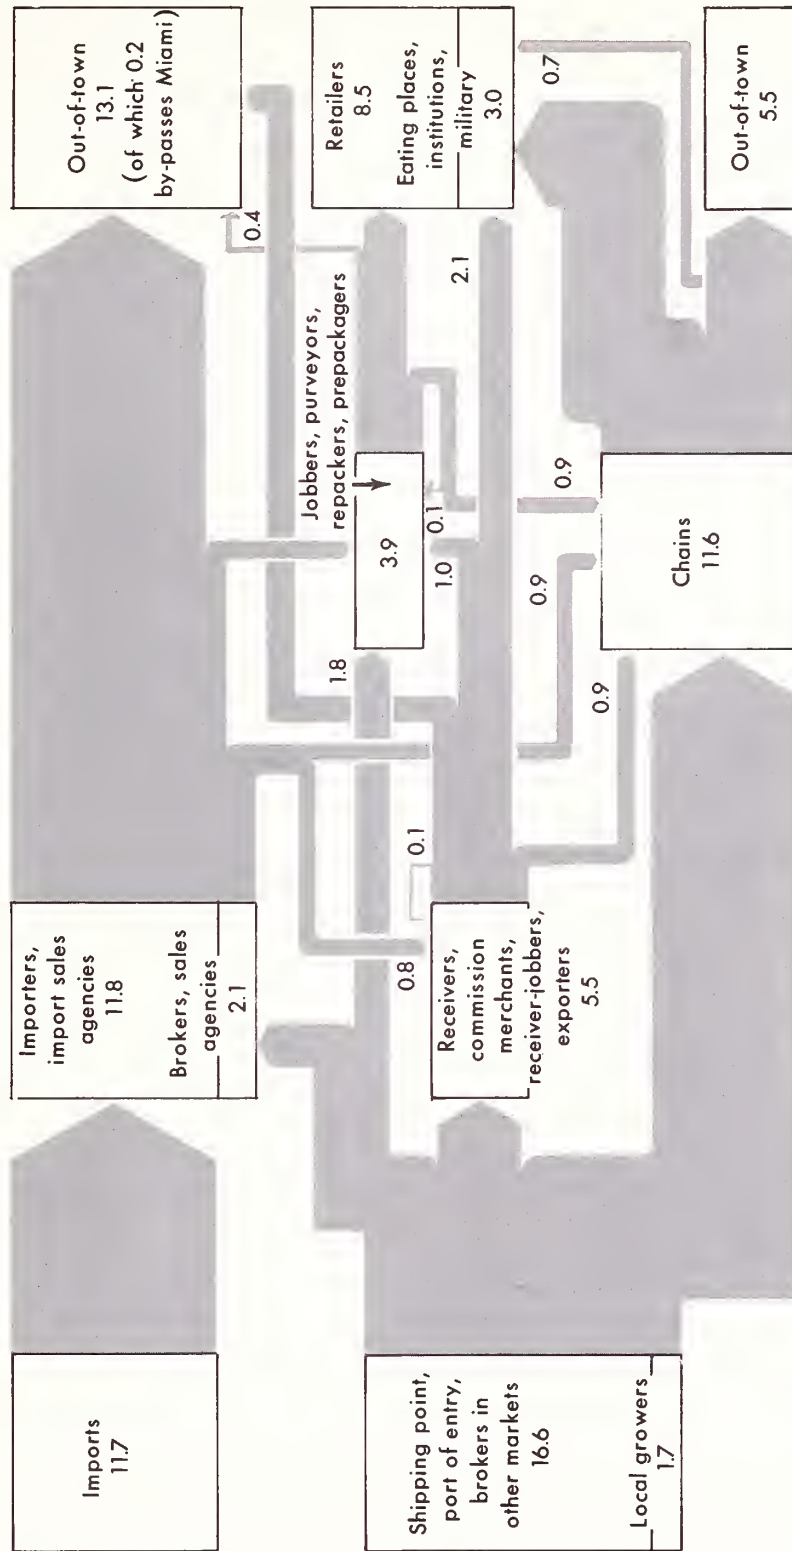 Imports
11.7
Shipping point,
port of entry,
brokers in
other markets
16.6
Local growers
1.7
Importers,
import sales
agencies
11.8
Brokers, sales
agencies
2.1
0.8
0.1
Receivers,
commission
merchants,
receiver-jobbers,
exporters
5.5
1.8
Jobbers, purveyors,
repackers, prepackagers
3.9
1.0
0.1
0.9
0.9
0.9
Chains
11.6
0.4
2.1
0.7
Out-of-town
13.1
(of which 0.2
by-passes Miami)
Retailers
8.5
Eating places,
institutions,
military
3.0
Out-of-town
5.5